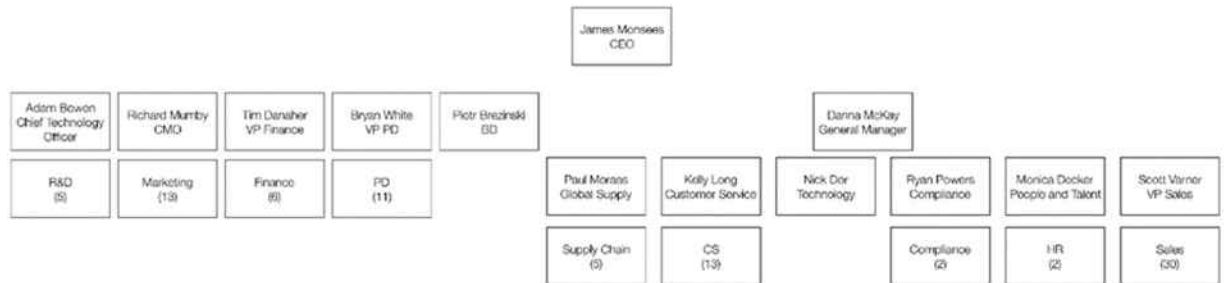 James Monsees
CEO
Adam Bowen
Chief Technology
Officer
Richard Mumby
CMO
Tim Danaher
VP Finance
Bryan White
VP PD
Piotr Brezinski
BD
Danna McKay
General Manager
R&D
(5)
Marketing
(13)
Finance
(6)
PD
(11)
Paul Moraes
Global Supply
Kelly Long
Customer Service
Nick Dor
Technology
Ryan Powers
Compliance
Monica Decker
People and Talent
Scott Varner
VP Sales
Supply Chain
(5)
CS
(13)
Compliance
(2)
HR
(2)
Sales
(30)